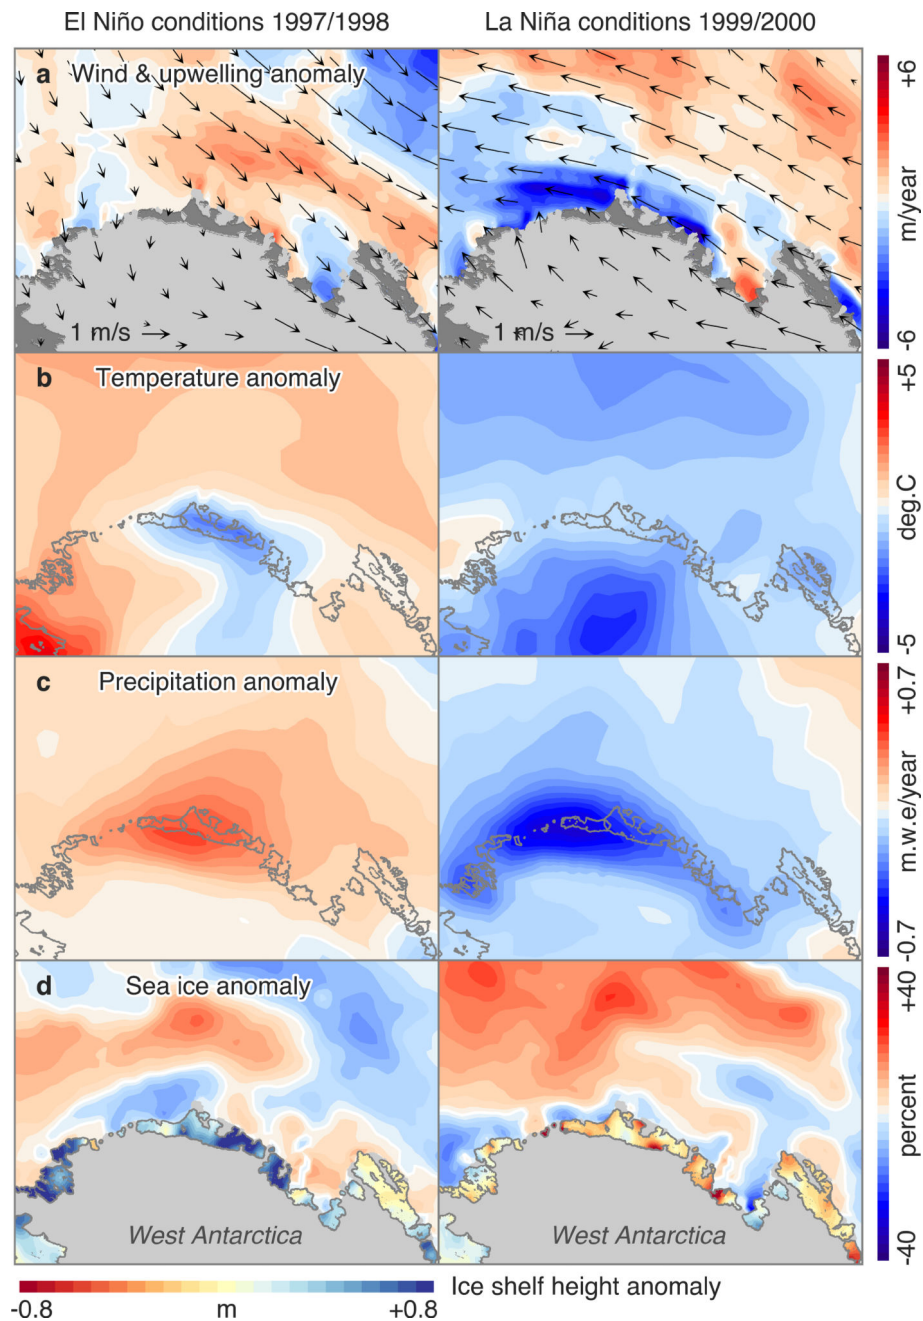 El Niño conditions 1997/1998
La Niña conditions 1999/2000
a Wind & upwelling anomaly
1 m/s
1 m/s
+6
m/year
-6
b Temperature anomaly
+5
deg.C
-5
c Precipitation anomaly
+0.7
m.w.e/year
-0.7
d Sea ice anomaly
West Antarctica
West Antarctica
+40
percent
-40
Ice shelf height anomaly
-0.8 m +0.8